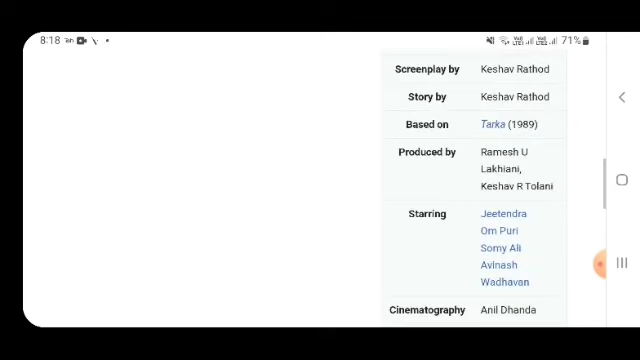 8:18 71%
Screenplay by Keshav Rathod
Story by Keshav Rathod
Based on Tarka (1989)
Produced by Ramesh U
Lakhiani,
Keshav R Tolani
Starring Jeetendra
Om Puri
Somy Ali
Avinash
Wadhavan
Cinematography Anil Dhanda